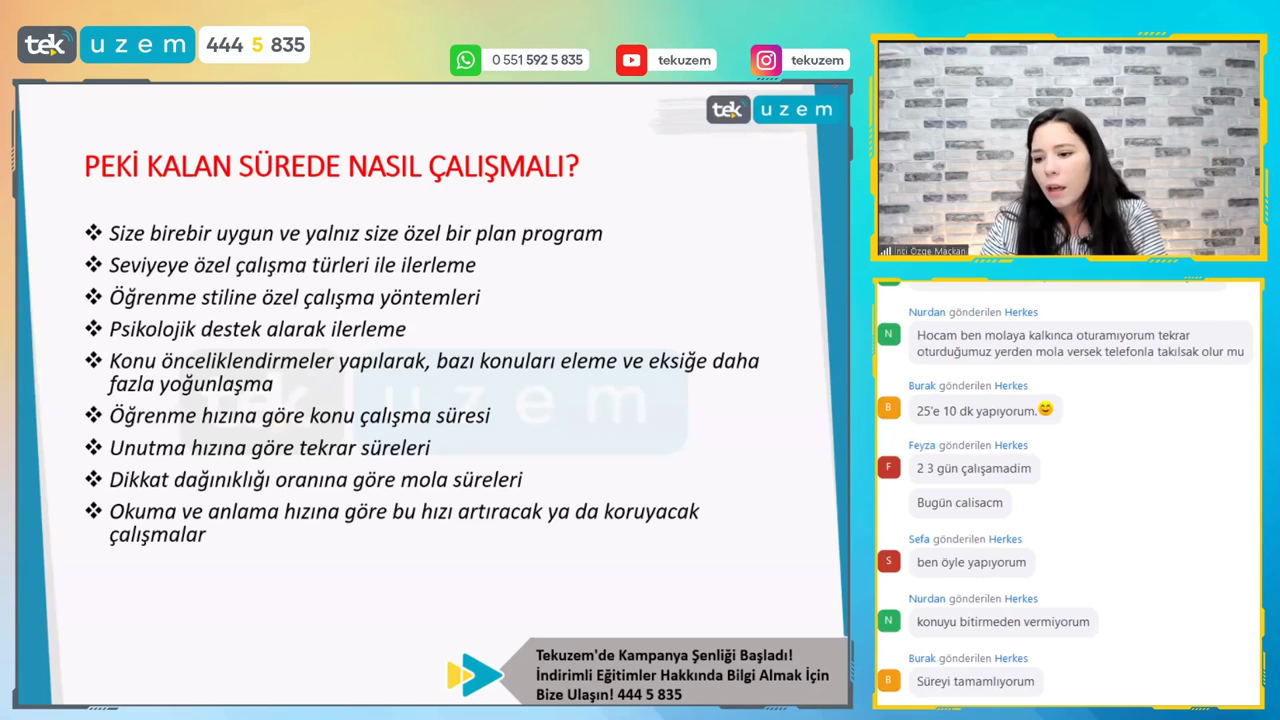 tek uzem 444 5 835
0 551 592 5 835
tekuzem
tekuzem
tek uzem
PEKİ KALAN SÜREDE NASIL ÇALIŞMALI?
❖ Size birebir uygun ve yalnız size özel bir plan program
❖ Seviyeye özel çalışma türleri ile ilerleme
❖ Öğrenme stiline özel çalışma yöntemleri
❖ Psikolojik destek alarak ilerleme
❖ Konu önceliklendirmeler yapılarak, bazı konuları eleme ve eksiğe daha
fazla yoğunlaşma
❖ Öğrenme hızına göre konu çalışma süresi
❖ Unutma hızına göre tekrar süreleri
❖ Dikkat dağınıklığı oranına göre mola süreleri
❖ Okuma ve anlama hızına göre bu hızı artıracak ya da koruyacak
çalışmalar
tek uzem
Tekuzem'de Kampanya Şenliği Başladı!
İndirimli Eğitimler Hakkında Bilgi Almak İçin
Bize Ulaşın! 444 5 835
İnci Özge Maçkan
Nurdan gönderilen Herkes
N
Hocam ben molaya kalkınca oturamıyorum tekrar
oturduğumuz yerden mola versek telefonla takılsak olur mu
Burak gönderilen Herkes
B
25'e 10 dk yapıyorum.😊
Feyza gönderilen Herkes
F
2 3 gün çalışamadim
Bugün calisacm
Sefa gönderilen Herkes
S
ben öyle yapıyorum
Nurdan gönderilen Herkes
N
konuyu bitirmeden vermiyorum
Burak gönderilen Herkes
B
Süreyi tamamlıyorum